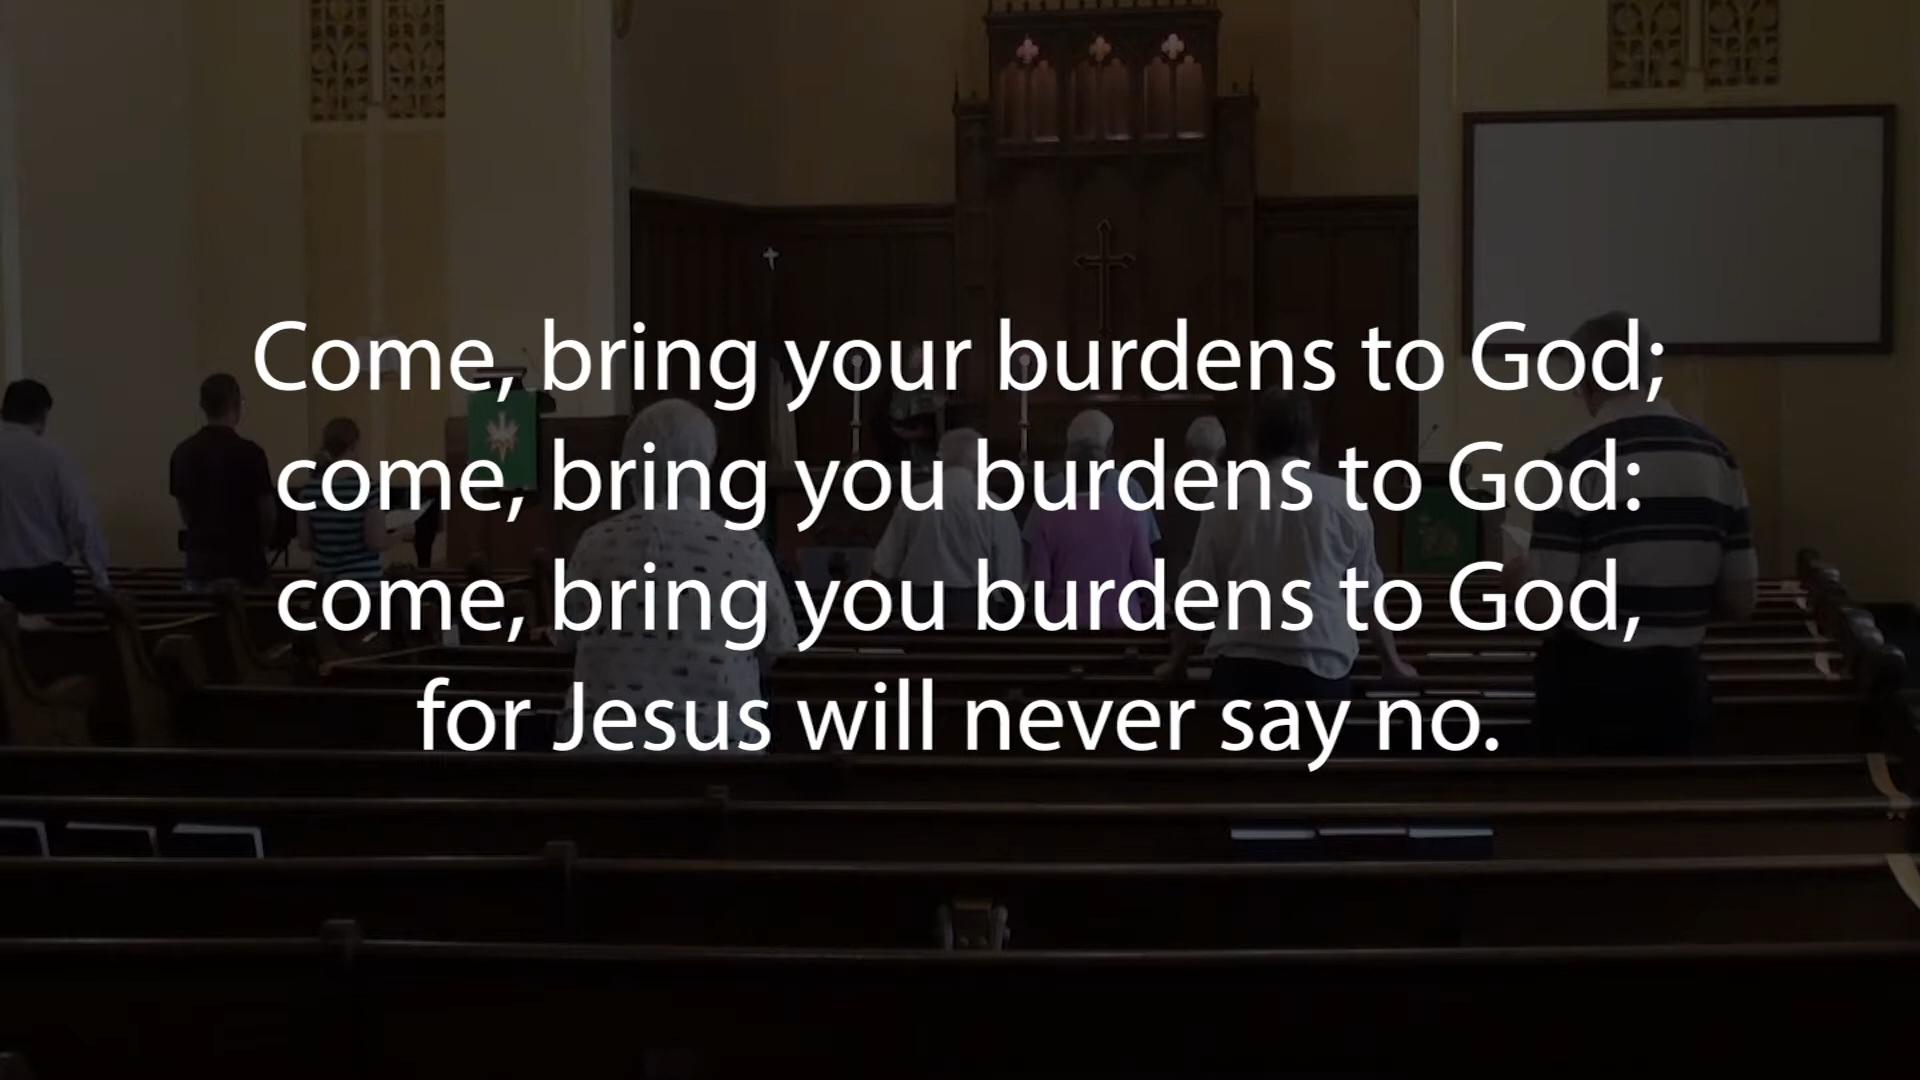 Come, bring your burdens to God;
come, bring you burdens to God:
come, bring you burdens to God,
for Jesus will never say no.